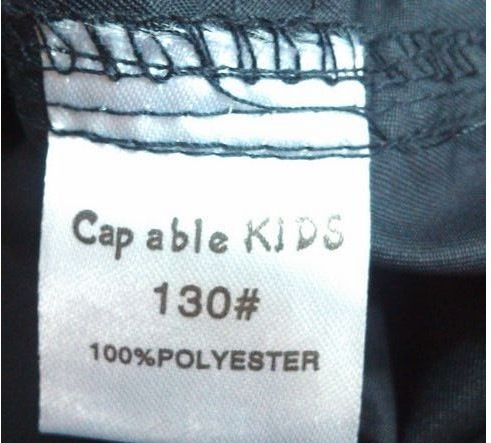 Cap able KIDS
130#
100%POLYESTER